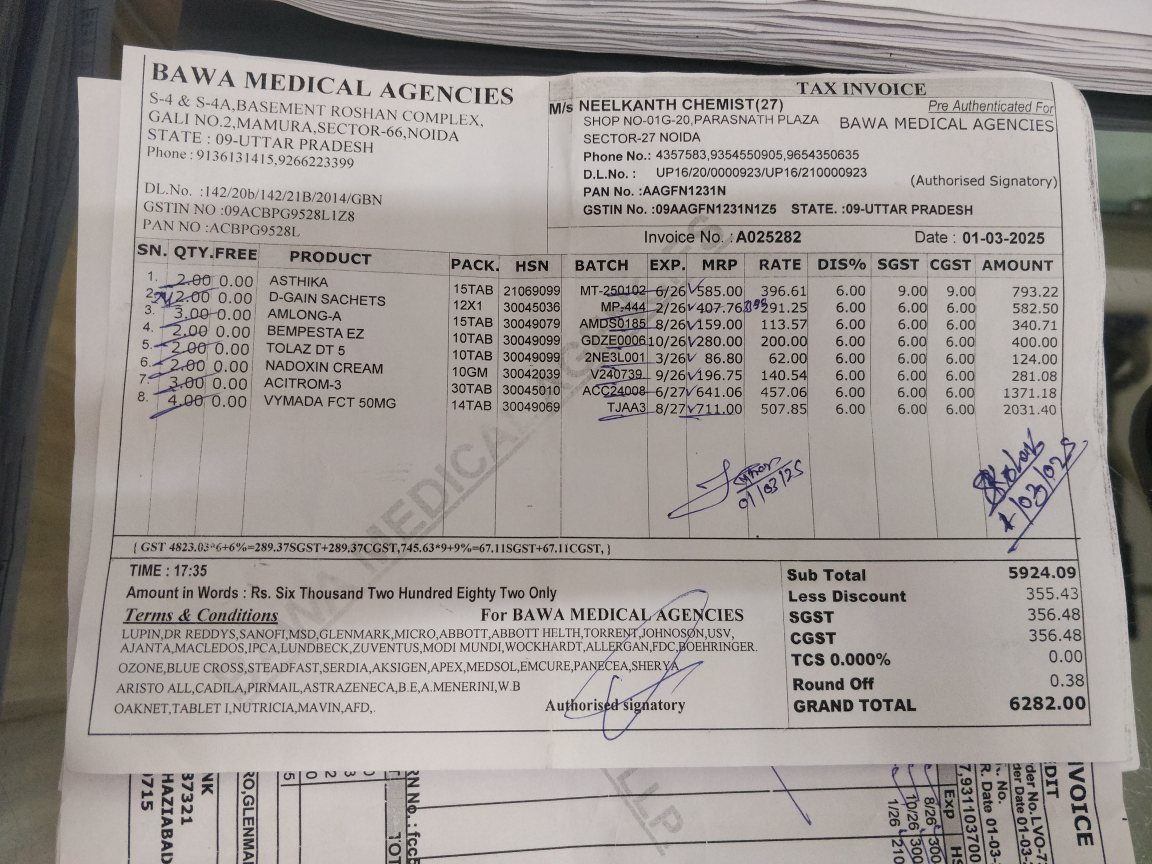 BAWA MEDICAL AGENCIES
S-4 & S-4A,BASEMENT ROSHAN COMPLEX,
GALI NO.2,MAMURA,SECTOR-66,NOIDA
STATE : 09-UTTAR PRADESH
Phone : 9136131415,9266223399
DL.No. :142/20b/142/21B/2014/GBN
GSTIN NO :09ACBPG9528L1Z8
PAN NO :ACBPG9528L
TAX INVOICE
M/s NEELKANTH CHEMIST(27)
SHOP NO-01G-20,PARASNATH PLAZA
SECTOR-27 NOIDA
Phone No.: 4357583,9354550905,9654350635
D.L.No. : UP16/20/0000923/UP16/210000923
PAN No. :AAGFN1231N
GSTIN No. :09AAGFN1231N1Z5 STATE. :09-UTTAR PRADESH
Pre Authenticated For
BAWA MEDICAL AGENCIES
(Authorised Signatory)
Invoice No. : A025282 Date : 01-03-2025
SN. QTY. FREE PRODUCT PACK. HSN BATCH EXP. MRP RATE DIS% SGST CGST AMOUNT
1. 2.00 0.00 ASTHIKA 15TAB 21069099 MT-250102 6/26 585.00 396.61 6.00 9.00 9.00 793.22
2. 2.00 0.00 D-GAIN SACHETS 12X1 30045036 MP-444 2/26 407.76 291.25 6.00 6.00 6.00 582.50
3. 3.00 0.00 AMLONG-A 15TAB 30049079 AMDS0185 8/26 159.00 113.57 6.00 6.00 6.00 340.71
4. 2.00 0.00 BEMPESTA EZ 10TAB 30049099 GDZE0006 10/26 280.00 200.00 6.00 6.00 6.00 400.00
5. 2.00 0.00 TOLAZ DT 5 10TAB 30049099 2NE3L001 3/26 86.80 62.00 6.00 6.00 6.00 124.00
6. 2.00 0.00 NADOXIN CREAM 10GM 30042039 V240739 9/26 196.75 140.54 6.00 6.00 6.00 281.08
7. 3.00 0.00 ACITROM-3 30TAB 30045010 ACC24008 6/27 641.06 457.06 6.00 6.00 6.00 1371.18
8. 4.00 0.00 VYMADA FCT 50MG 14TAB 30049069 TJAA3 8/27 711.00 507.85 6.00 6.00 6.00 2031.40
01/03/25
{ GST 4823.03*6+6%=289.37SGST+289.37CGST,745.63*9+9%=67.11SGST+67.11CGST, }
TIME : 17:35
Amount in Words : Rs. Six Thousand Two Hundred Eighty Two Only
Terms & Conditions For BAWA MEDICAL AGENCIES
LUPIN,DR REDDYS,SANOFI,MSD,GLENMARK,MICRO,ABBOTT,ABBOTT HELTH,TORRENT,JOHNOSON,USV,
AJANTA,MACLEDOS,IPCA,LUNDBECK,ZUVENTUS,MODI MUNDI,WOCKHARDT,ALLERGAN,FDC,BOEHRINGER.
OZONE,BLUE CROSS,STEADFAST,SERDIA,AKSIGEN,APEX,MEDSOL,EMCURE,PANECEA,SHERYA
ARISTO ALL,CADILA,PIRMAIL,ASTRAZENECA,B.E,A.MENERINI,W.B
OAKNET,TABLET I,NUTRICIA,MAVIN,AFD,.
Authorised signatory
Sub Total 5924.09
Less Discount 355.43
SGST 356.48
CGST 356.48
TCS 0.000% 0.00
Round Off 0.38
GRAND TOTAL 6282.00
BAWA MEDICAL AGENCIES